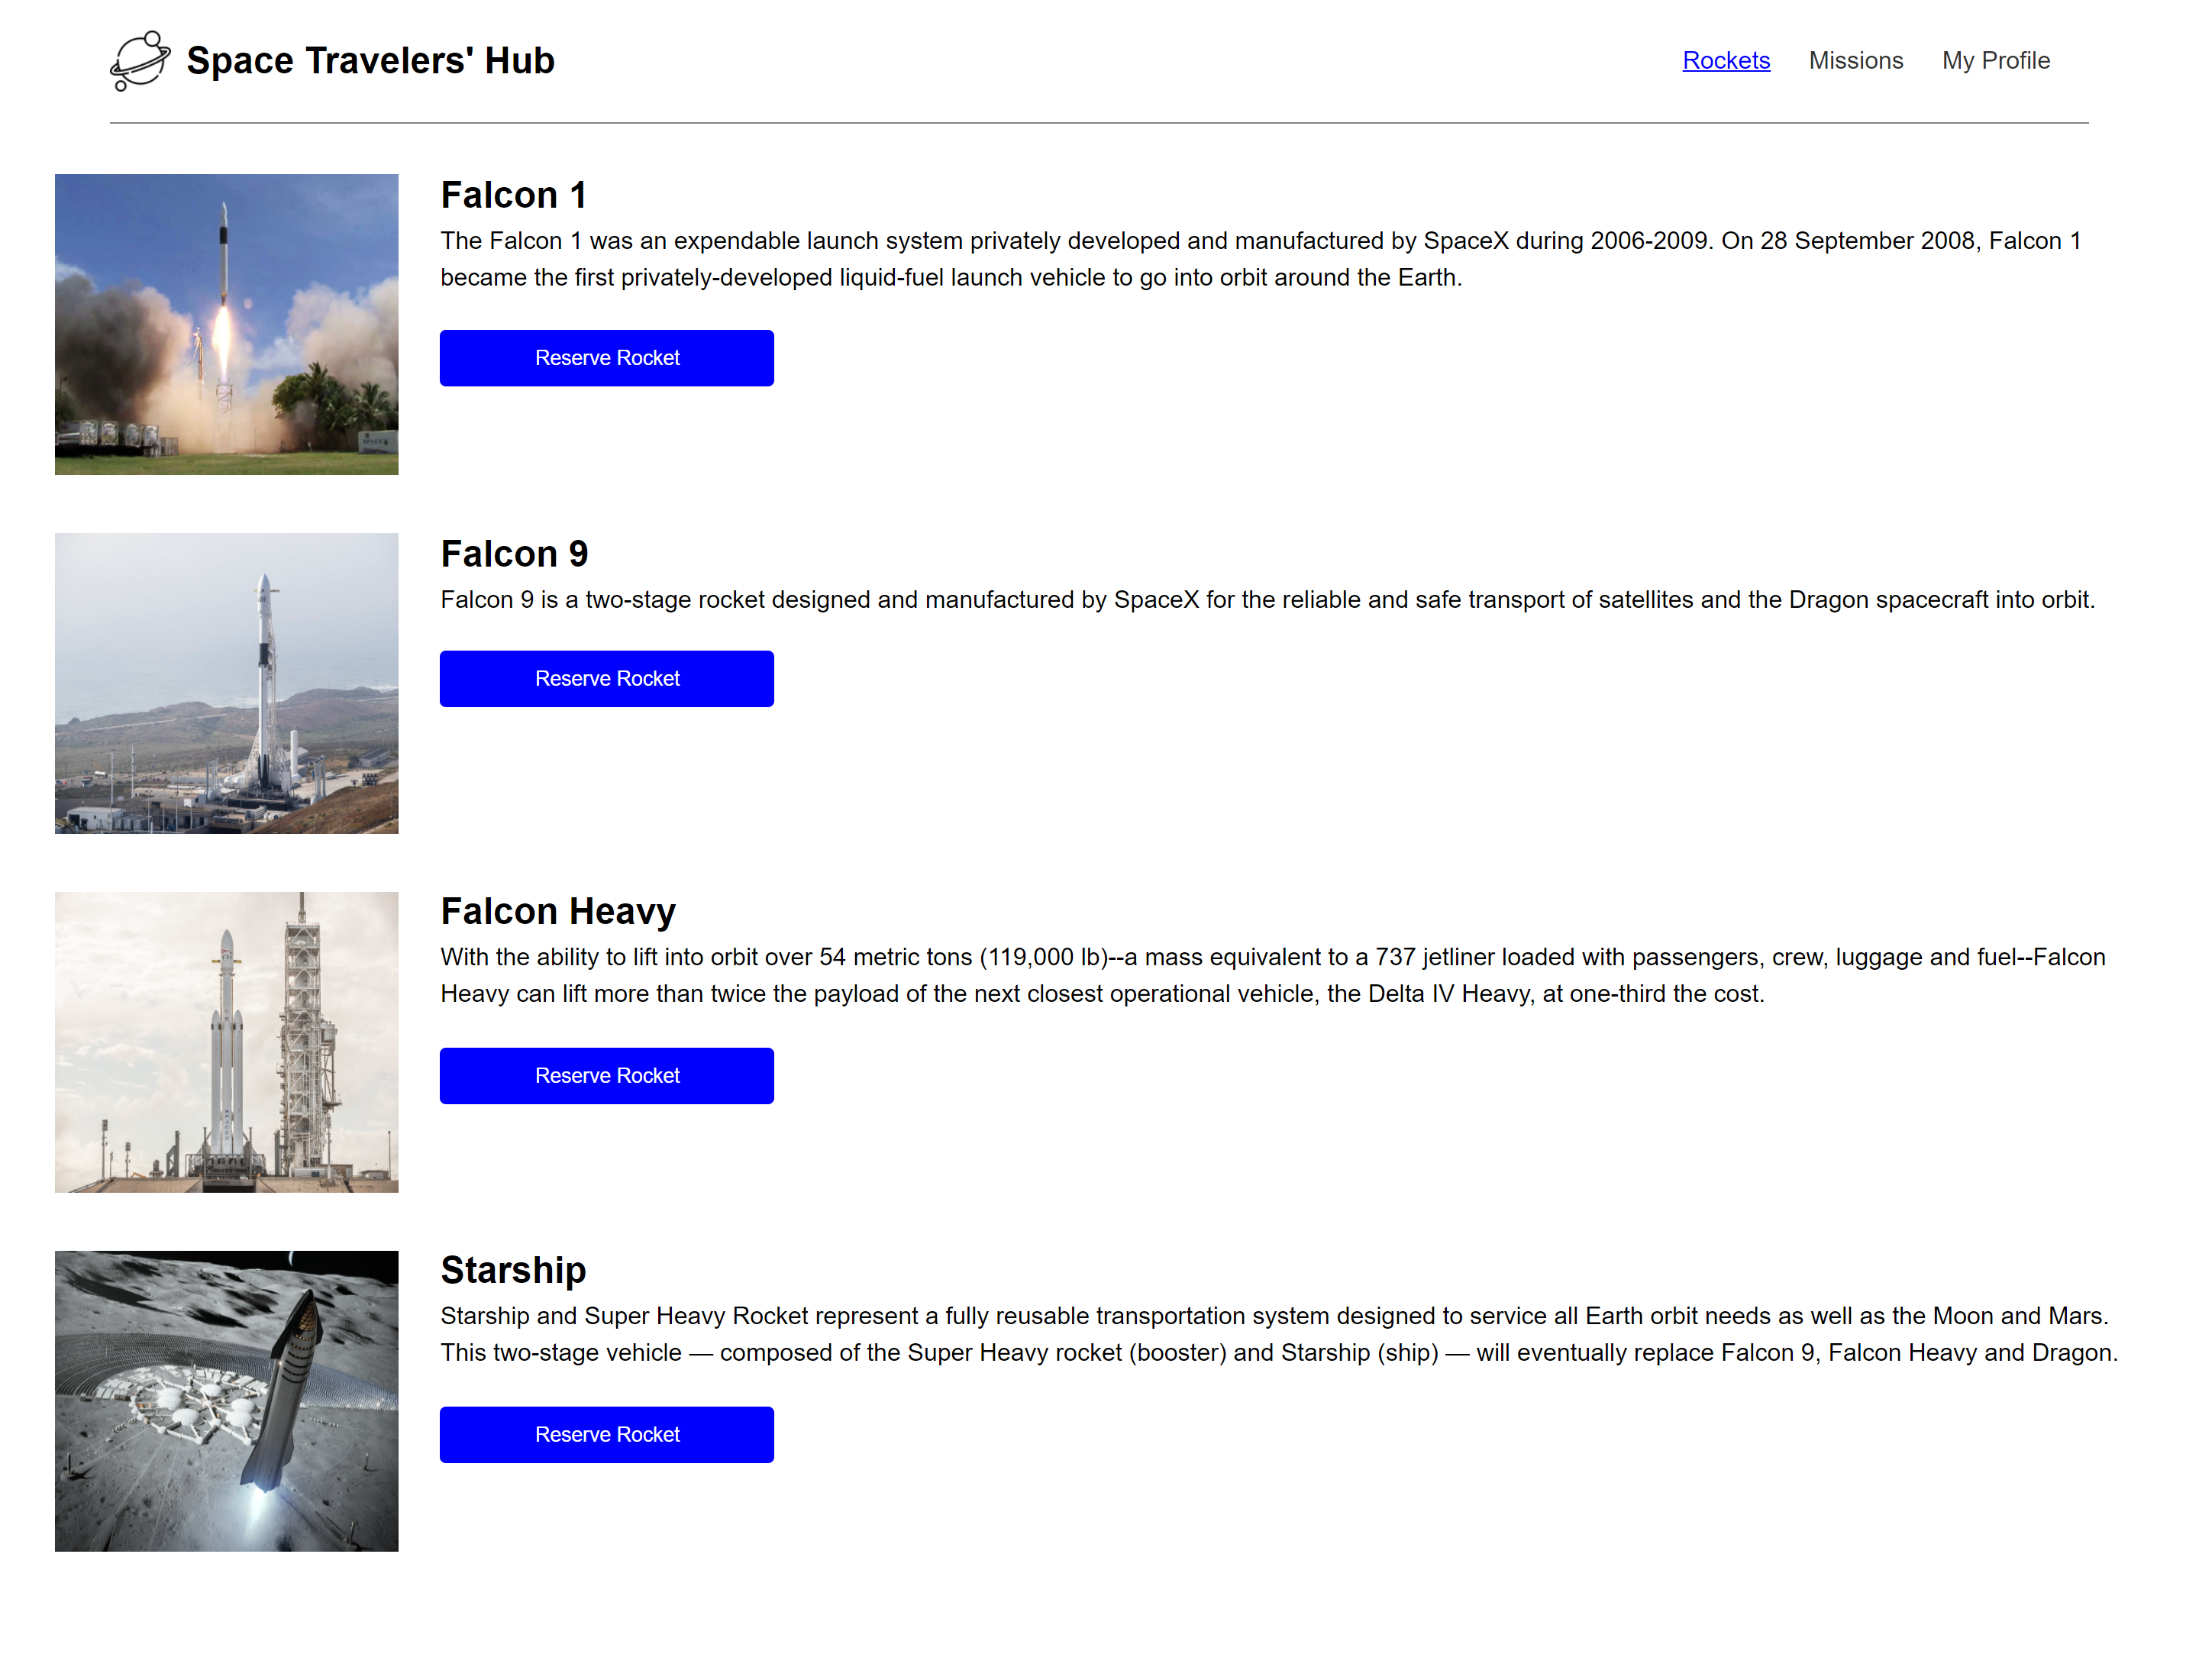 Space Travelers' Hub
Rockets Missions My Profile
Falcon 1
The Falcon 1 was an expendable launch system privately developed and manufactured by SpaceX during 2006-2009. On 28 September 2008, Falcon 1
became the first privately-developed liquid-fuel launch vehicle to go into orbit around the Earth.
Reserve Rocket
Falcon 9
Falcon 9 is a two-stage rocket designed and manufactured by SpaceX for the reliable and safe transport of satellites and the Dragon spacecraft into orbit.
Reserve Rocket
Falcon Heavy
With the ability to lift into orbit over 54 metric tons (119,000 lb)--a mass equivalent to a 737 jetliner loaded with passengers, crew, luggage and fuel--Falcon
Heavy can lift more than twice the payload of the next closest operational vehicle, the Delta IV Heavy, at one-third the cost.
Reserve Rocket
Starship
Starship and Super Heavy Rocket represent a fully reusable transportation system designed to service all Earth orbit needs as well as the Moon and Mars.
This two-stage vehicle — composed of the Super Heavy rocket (booster) and Starship (ship) — will eventually replace Falcon 9, Falcon Heavy and Dragon.
Reserve Rocket